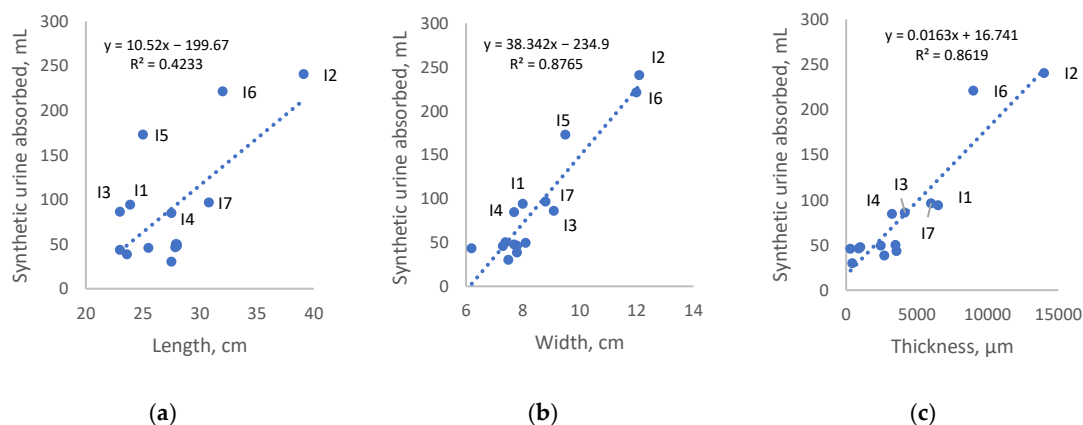 Synthetic urine absorbed, mL
300
250
200
150
100
50
0
y = 10.52x − 199.67
R² = 0.4233
I2
I6
I5
I3
I1
I7
I4
20
25
30
35
40
Length, cm
(a)
Synthetic urine absorbed, mL
300
250
200
150
100
50
0
y = 38.342x − 234.9
R² = 0.8765
I2
I6
I5
I1
I7
I4
I3
6
8
10
12
14
Width, cm
(b)
Synthetic urine absorbed, mL
300
250
200
150
100
50
0
y = 0.0163x + 16.741
R² = 0.8619
I2
I6
I3
I4
I1
I7
0
5000
10000
15000
Thickness, μm
(c)